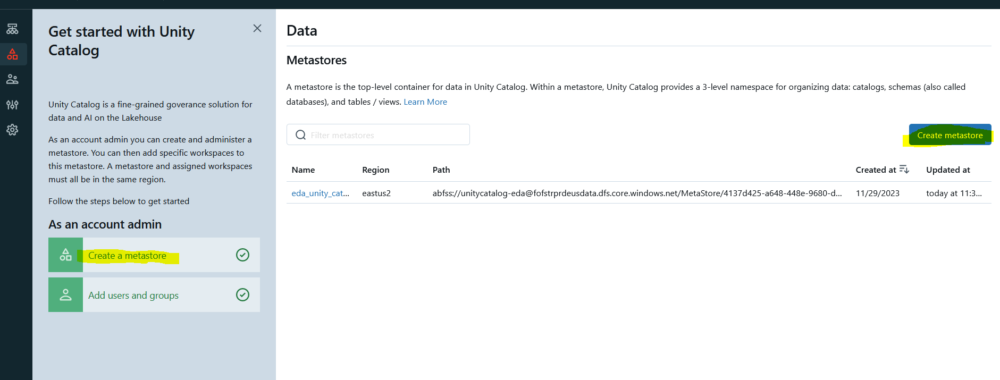 Get started with Unity
Catalog
Unity Catalog is a fine-grained goverance solution for
data and AI on the Lakehouse
As an account admin you can create and administer a
metastore. You can then add specific workspaces to
this metastore. A metastore and assigned workspaces
must all be in the same region.
Follow the steps below to get started
As an account admin
Create a metastore
Add users and groups
Data
Metastores
A metastore is the top-level container for data in Unity Catalog. Within a metastore, Unity Catalog provides a 3-level namespace for organizing data: catalogs, schemas (also called
databases), and tables / views. Learn More
Filter metastores
Create metastore
Name Region Path Created at Updated at
eda_unity_cat... eastus2 abfss://unitycatalog-eda@fofstrprdeusdata.dfs.core.windows.net/MetaStore/4137d425-a648-448e-9680-d... 11/29/2023 today at 11:3...